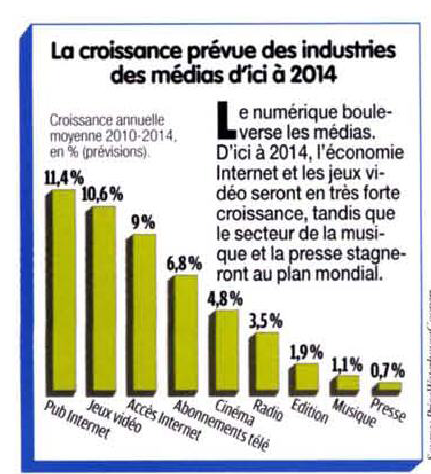 La croissance prévue des industries
des médias d'ici à 2014
Croissance annuelle
moyenne 2010-2014,
en % (prévisions).
Le numérique boule-
verse les médias.
D'ici à 2014, l'économie
Internet et les jeux vi-
déo seront en très forte
croissance, tandis que
le secteur de la musi-
que et la presse stagne-
ront au plan mondial.
11,4%
10,6%
9%
6,8%
4,8%
3,5%
1,9%
1,1%
0,7%
Pub Internet
Jeux vidéo
Accès Internet
Abonnements télé
Cinéma
Radio
Edition
Musique
Presse